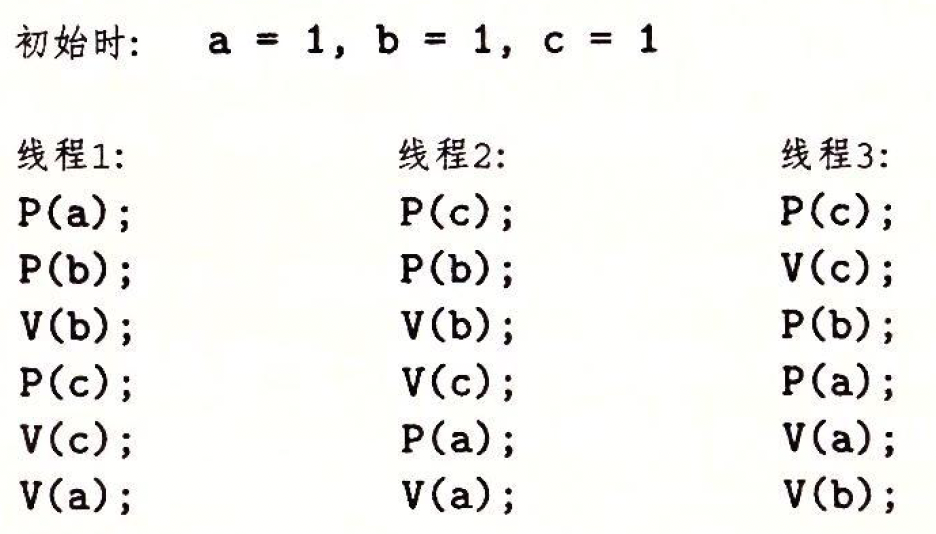 初始时: a = 1, b = 1, c = 1
线程1: 线程2: 线程3:
P(a); P(c); P(c);
P(b); P(b); V(c);
V(b); V(b); P(b);
P(c); V(c); P(a);
V(c); P(a); V(a);
V(a); V(a); V(b);